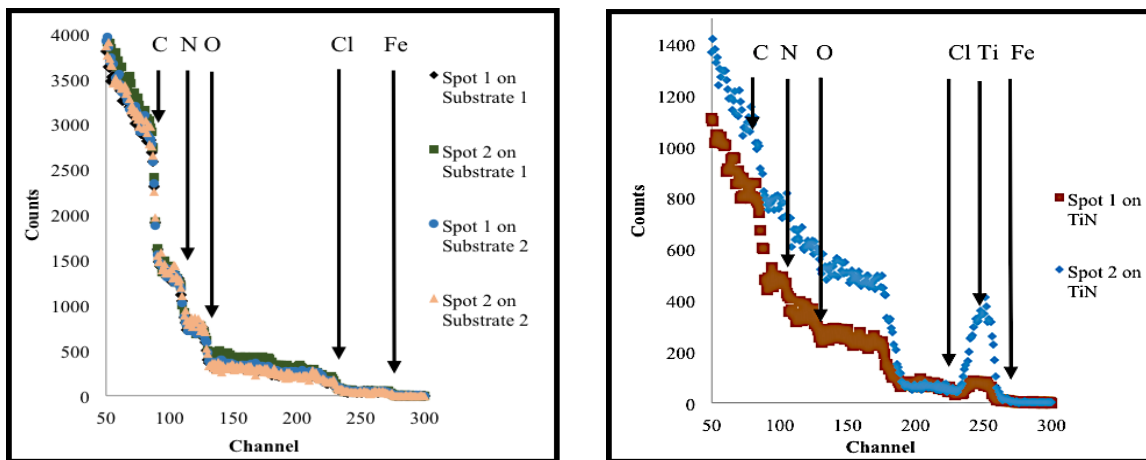 4000
3500
3000
2500
2000
1500
1000
500
0
Counts
C N O Cl Fe
Spot 1 on
Substrate 1
Spot 2 on
Substrate 1
Spot 1 on
Substrate 2
Spot 2 on
Substrate 2
50 100 150 200 250 300
Channel
1400
1200
1000
800
600
400
200
0
Counts
C N O Cl Ti Fe
Spot 1 on
TiN
Spot 2 on
TiN
50 100 150 200 250 300
Channel